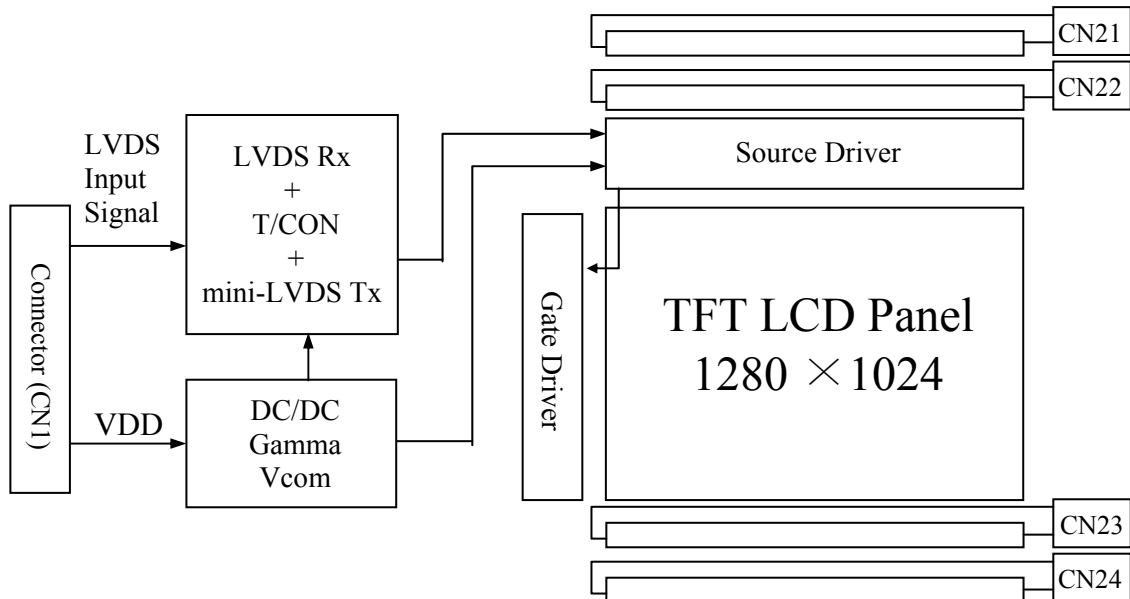 CN21
CN22
LVDS
Input
Signal
LVDS Rx
+
T/CON
+
mini-LVDS Tx
Source Driver
Connector (CN1)
Gate Driver
TFT LCD Panel
1280 ×1024
VDD
DC/DC
Gamma
Vcom
CN23
CN24